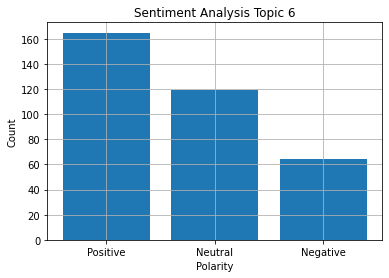 Sentiment Analysis Topic 6
160
140
120
100
80
60
40
20
0
Count
Positive
Neutral
Negative
Polarity